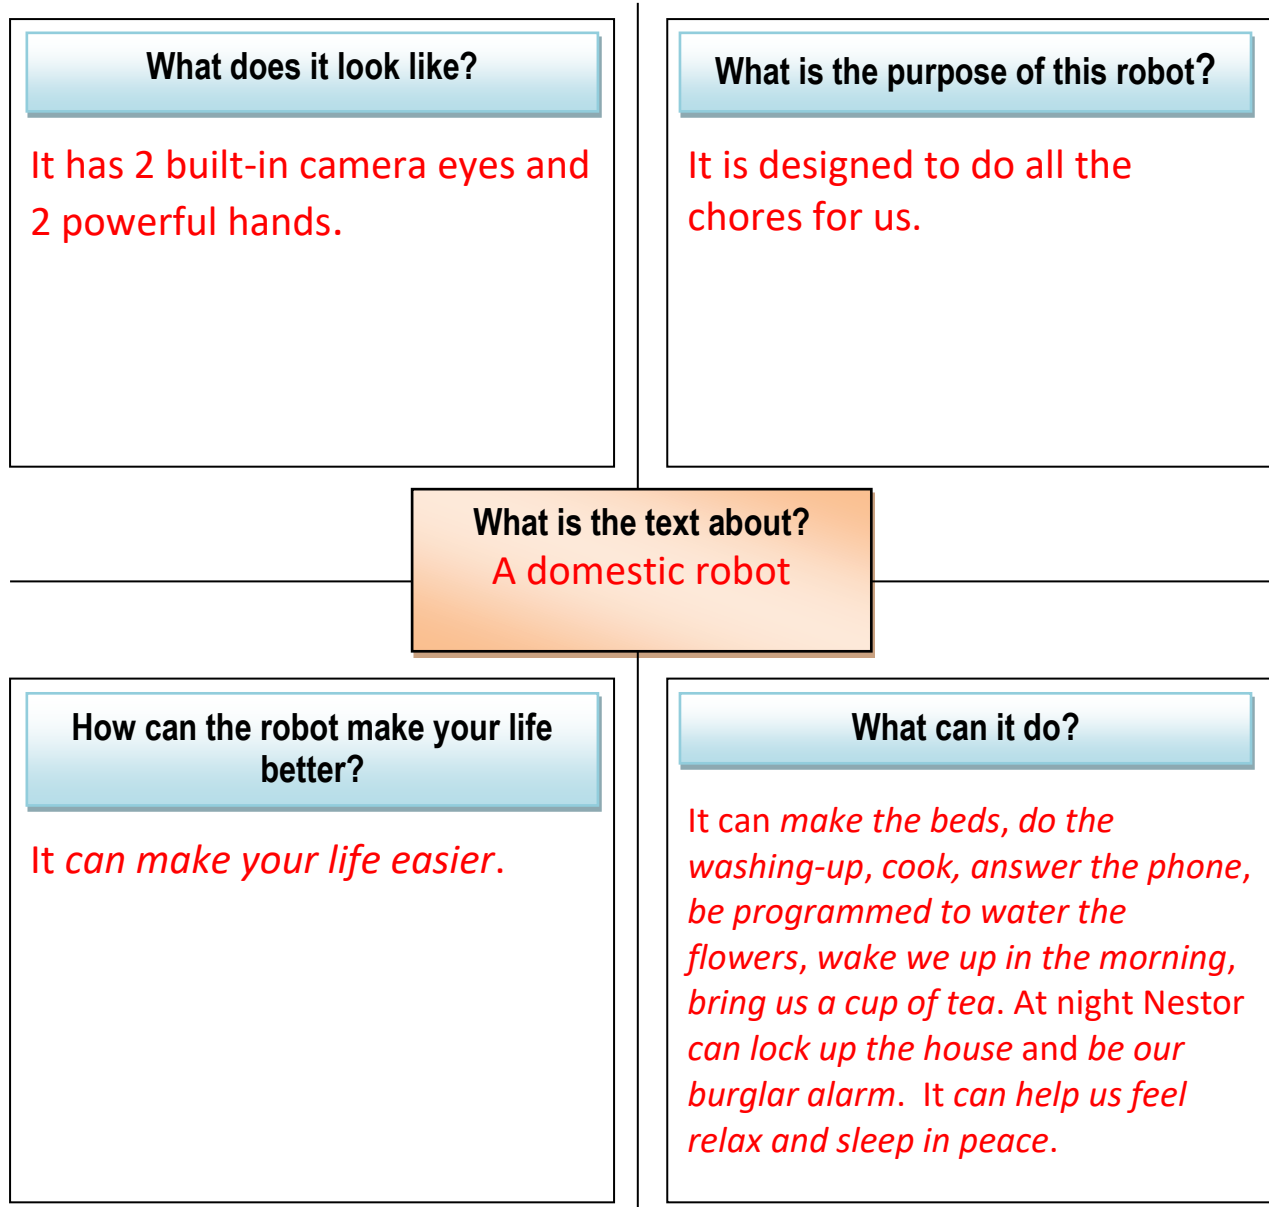 What does it look like?
It has 2 built-in camera eyes and
2 powerful hands.
What is the purpose of this robot?
It is designed to do all the
chores for us.
What is the text about?
A domestic robot
How can the robot make your life
better?
It can make your life easier.
What can it do?
It can make the beds, do the
washing-up, cook, answer the phone,
be programmed to water the
flowers, wake we up in the morning,
bring us a cup of tea. At night Nestor
can lock up the house and be our
burglar alarm. It can help us feel
relax and sleep in peace.